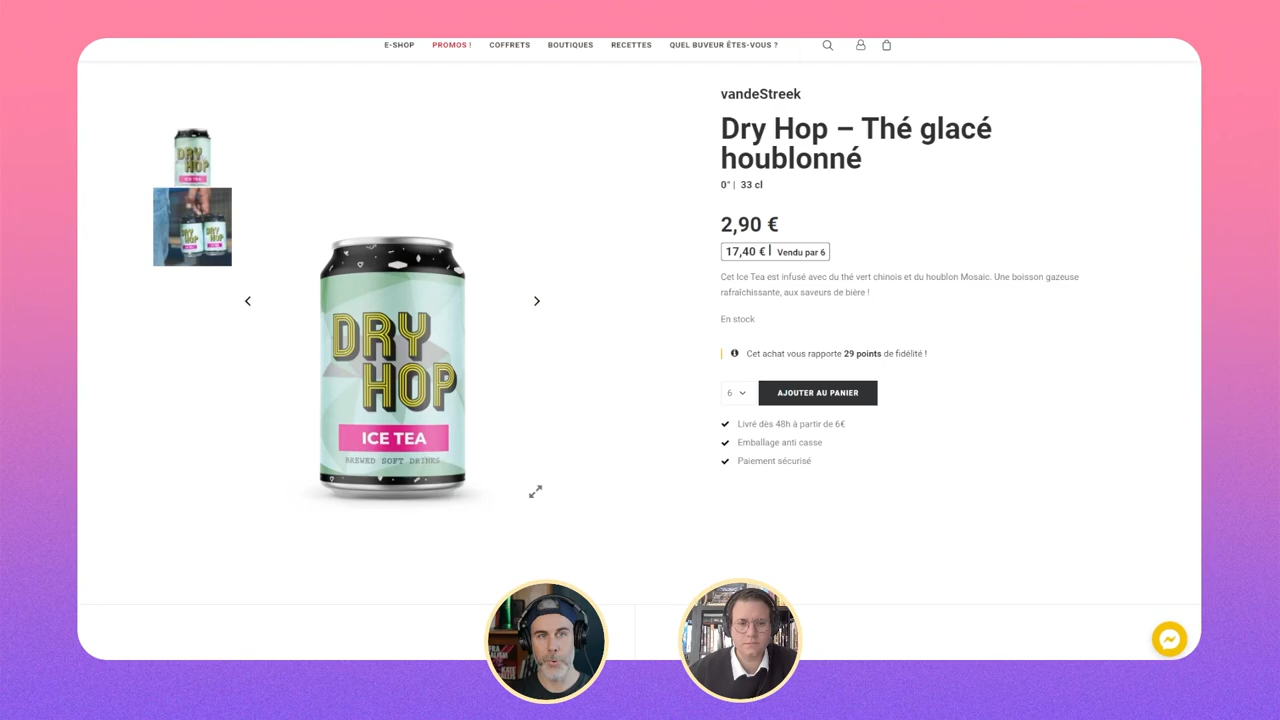 E-SHOP PROMOS ! COFFRETS BOUTIQUES RECETTES QUEL BUVEUR ÊTES-VOUS ?
vandeStreek
Dry Hop – Thé glacé
houblonné
0° | 33 cl
2,90 €
17,40 € | Vendu par 6
Cet Ice Tea est infusé avec du thé vert chinois et du houblon Mosaic. Une boisson gazeuse
rafraîchissante, aux saveurs de bière !
En stock
Cet achat vous rapporte 29 points de fidélité !
6 AJOUTER AU PANIER
Livré dès 48h à partir de 6€
Emballage anti casse
Paiement sécurisé
DRY
HOP
ICE TEA
DRY
HOP
ICE TEA
BREWED SOFT DRINKS